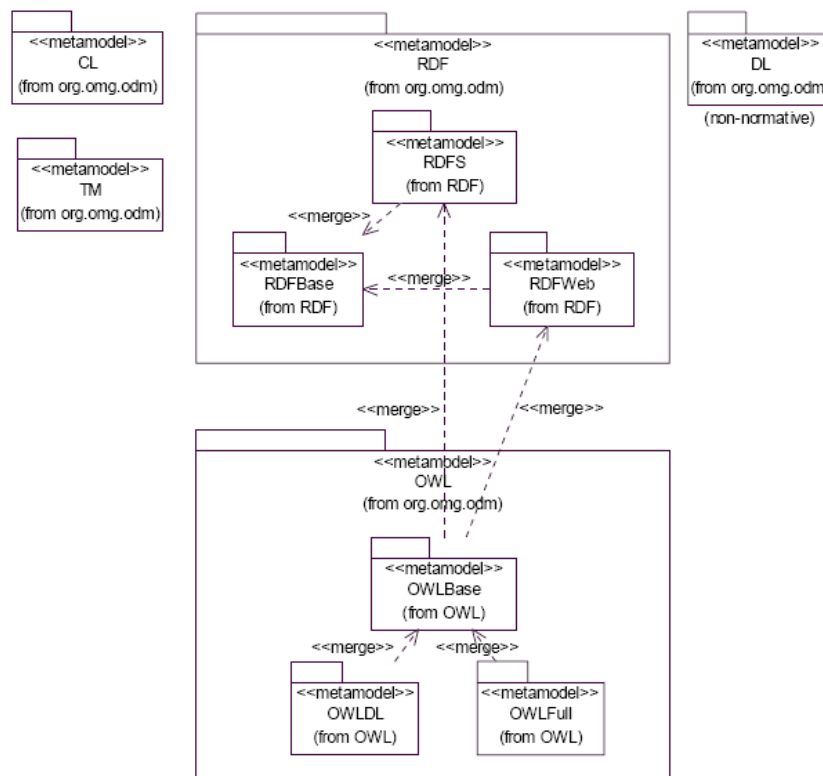 <<metamodel>>
CL
(from org.omg.odm)
<<metamodel>>
TM
(from org.omg.odm)
<<metamodel>>
RDF
(from org.omg.odm)
<<metamodel>>
DL
(from org.omg.odm
(non-normative)
<<metamodel>>
RDFS
(from RDF)
<<merge>>
<<metamodel>>
RDFBase
(from RDF)
<<merge>>
<<metamodel>>
RDFWeb
(from RDF)
<<merge>>
<<merge>>
<<metamodel>>
OWL
(from org.omg.odm)
<<metamodel>>
OWLBase
(from OWL)
<<merge>>
<<merge>>
<<metamodel>>
OWLDL
(from OWL)
<<metamodel>>
OWLFull
(from OWL)